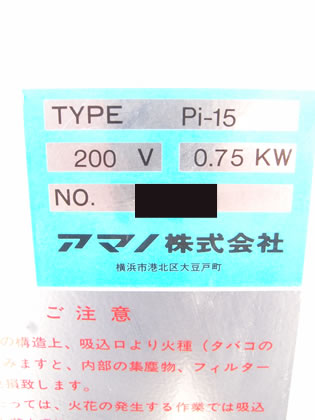 TYPE Pi-15
200 V 0.75 KW
NO.
アマノ株式会社
横浜市港北区大豆戸町
ご注意
の構造上、吸込口より火種（タバコの
みますと、内部の集塵物、フィルター
損致します。
っては、火花の発生する作業では吸込